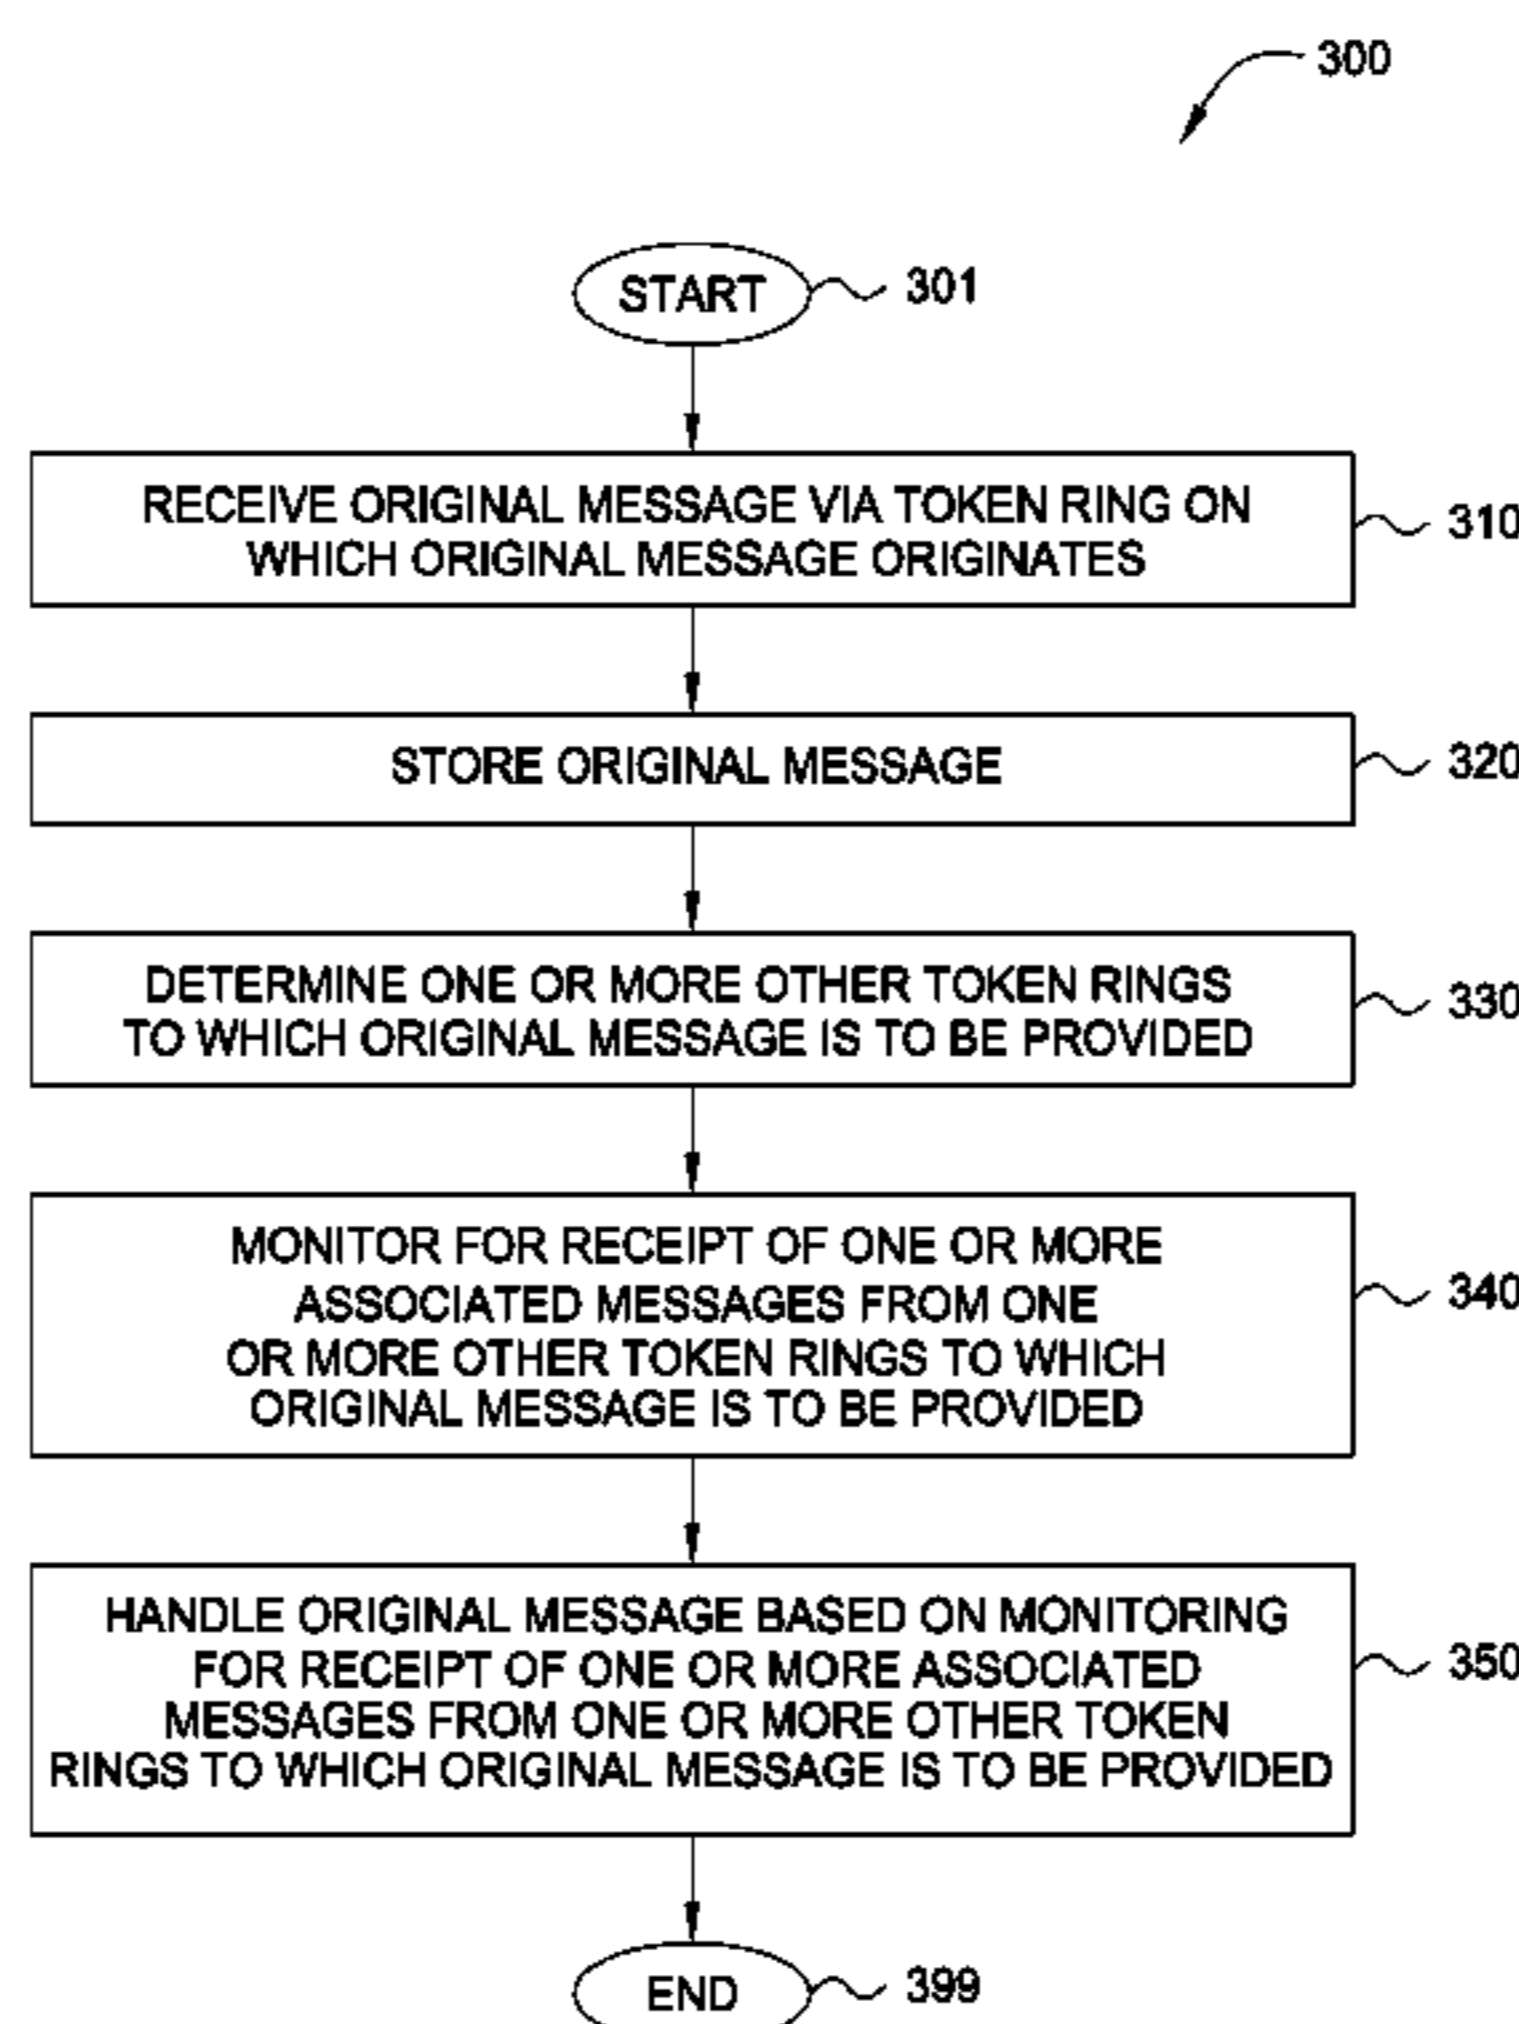 300
START
301
RECEIVE ORIGINAL MESSAGE VIA TOKEN RING ON
WHICH ORIGINAL MESSAGE ORIGINATES
310
STORE ORIGINAL MESSAGE
320
DETERMINE ONE OR MORE OTHER TOKEN RINGS
TO WHICH ORIGINAL MESSAGE IS TO BE PROVIDED
330
MONITOR FOR RECEIPT OF ONE OR MORE
ASSOCIATED MESSAGES FROM ONE
OR MORE OTHER TOKEN RINGS TO WHICH
ORIGINAL MESSAGE IS TO BE PROVIDED
340
HANDLE ORIGINAL MESSAGE BASED ON MONITORING
FOR RECEIPT OF ONE OR MORE ASSOCIATED
MESSAGES FROM ONE OR MORE OTHER TOKEN
RINGS TO WHICH ORIGINAL MESSAGE IS TO BE PROVIDED
350
END
399